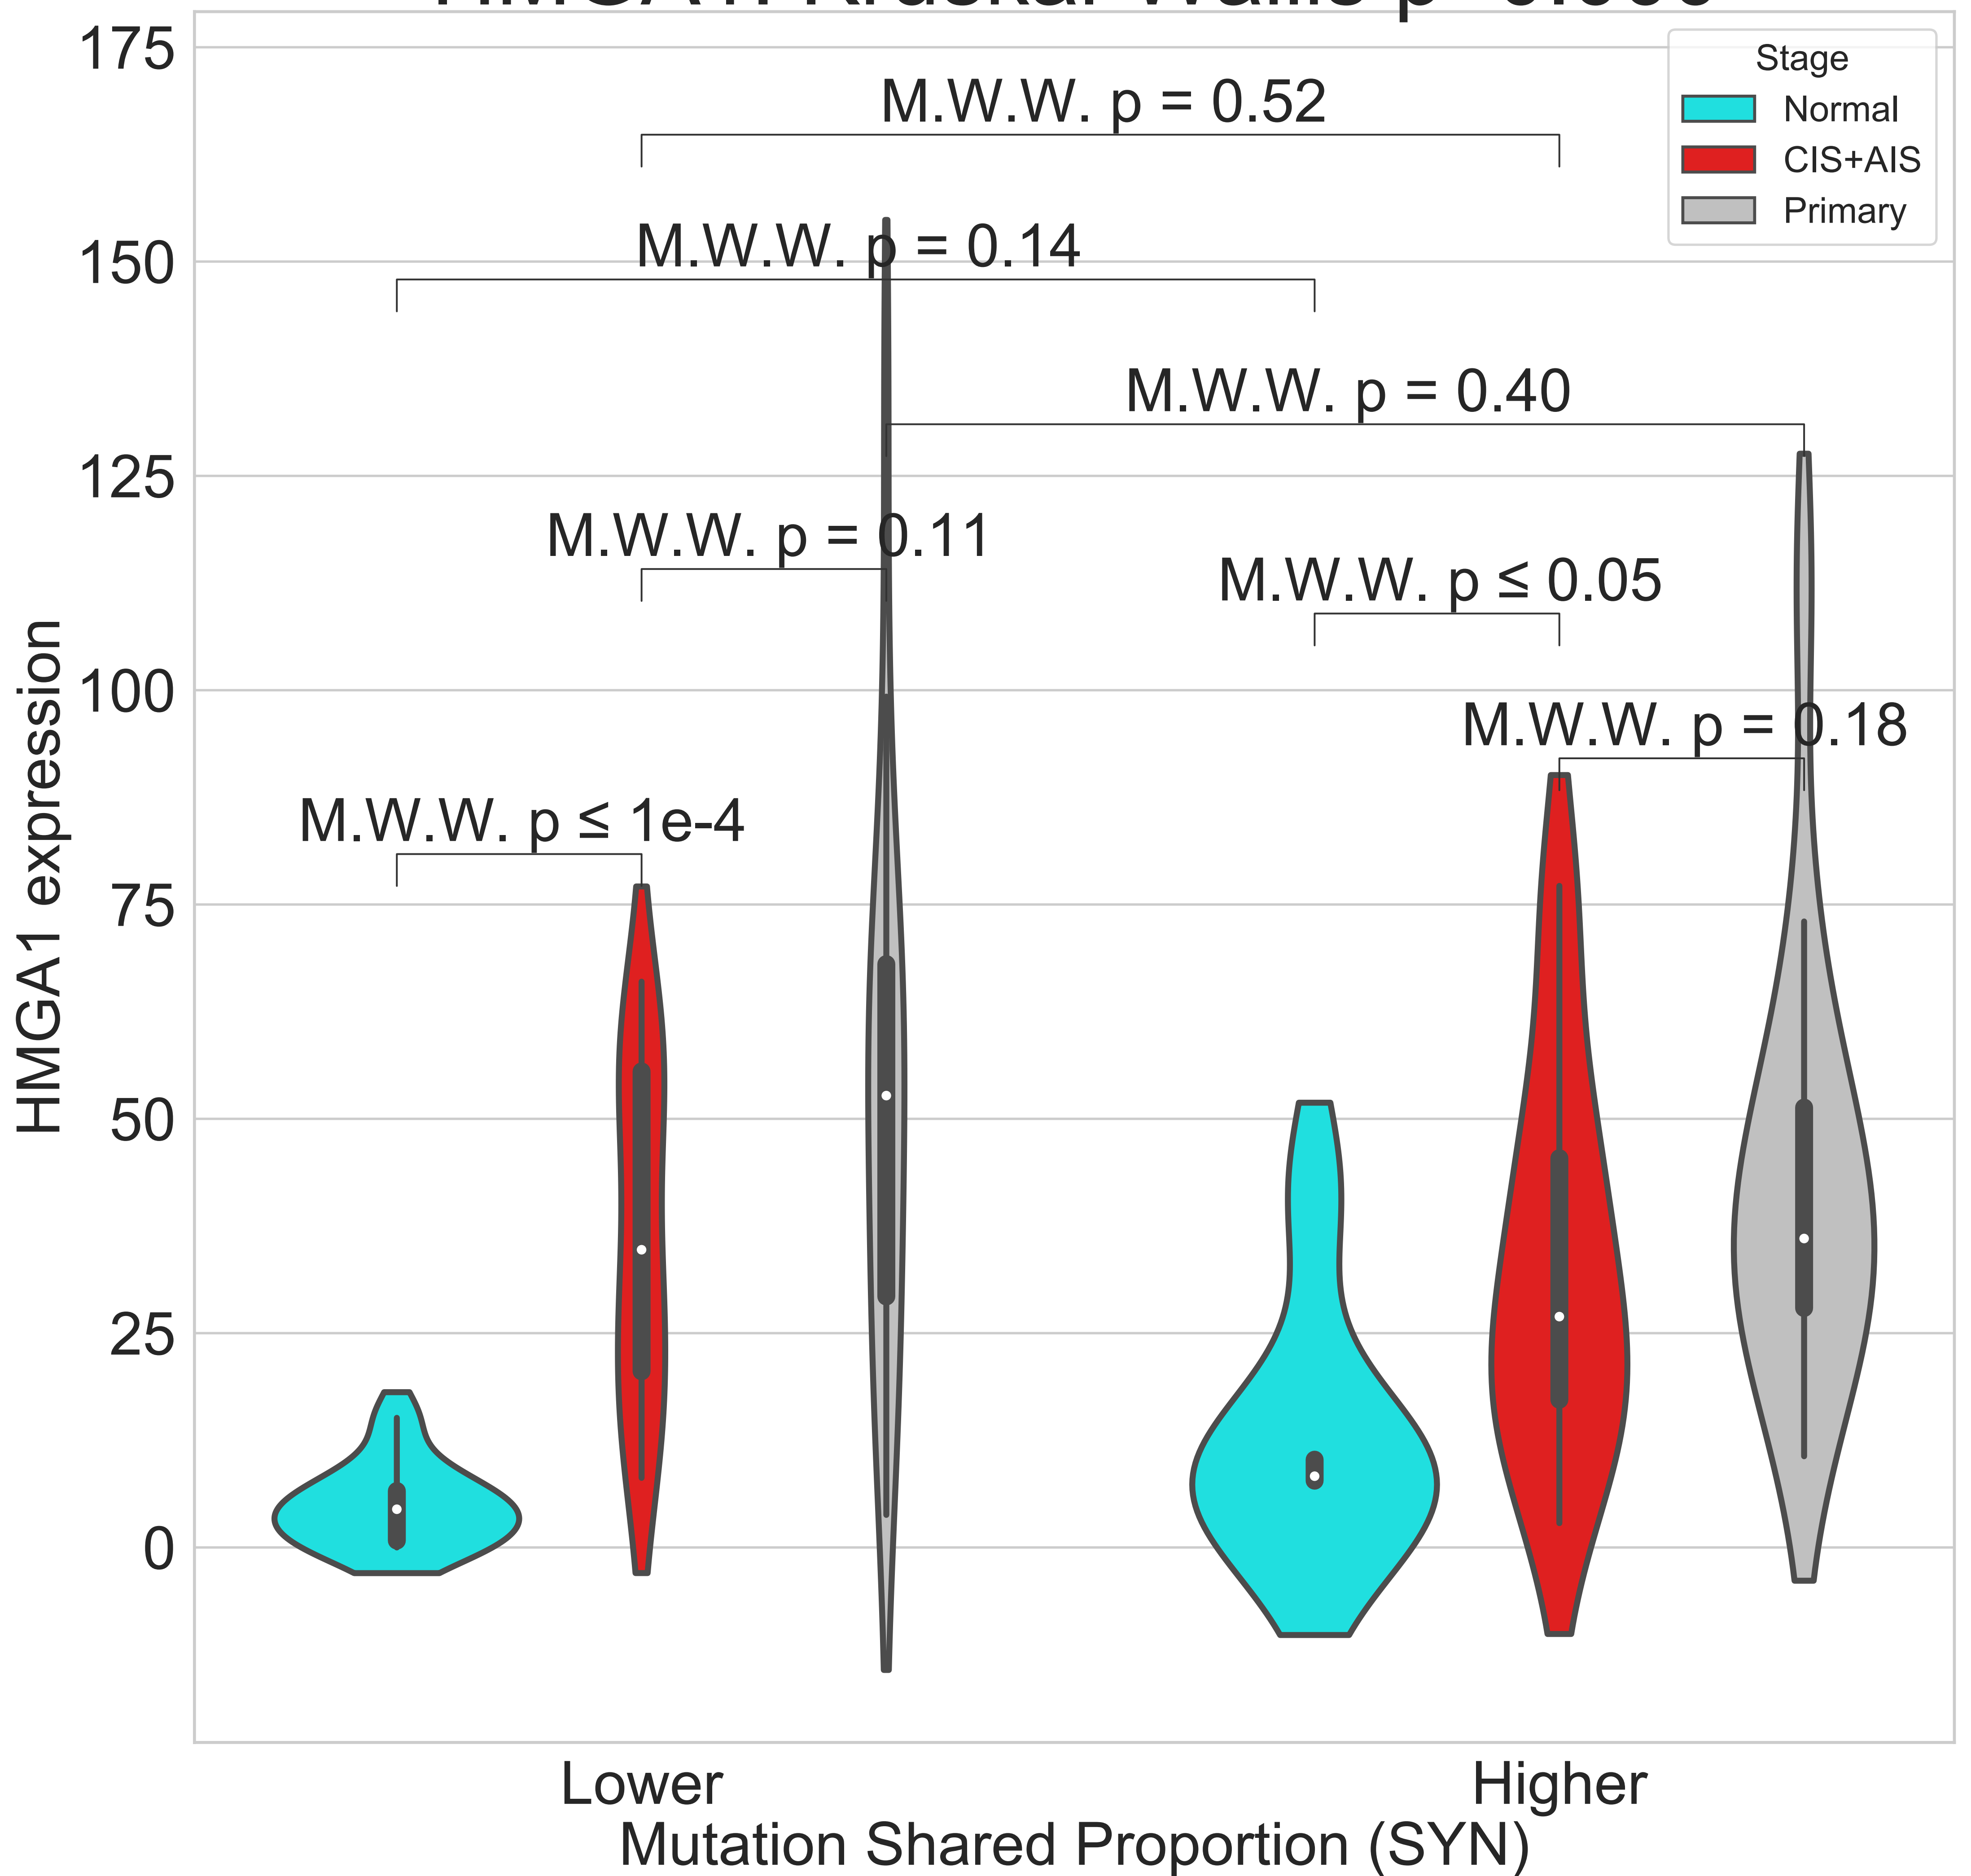 175
Stage
Normal
CIS+AIS
Primary
M.W.W. p = 0.52
150
M.W.W. p = 0.14
M.W.W. p = 0.40
125
M.W.W. p = 0.11
M.W.W. p ≤ 0.05
100
M.W.W. p = 0.18
M.W.W. p ≤ 1e-4
75
HMGA1 expression
50
25
0
Lower
Higher
Mutation Shared Proportion (SYN)